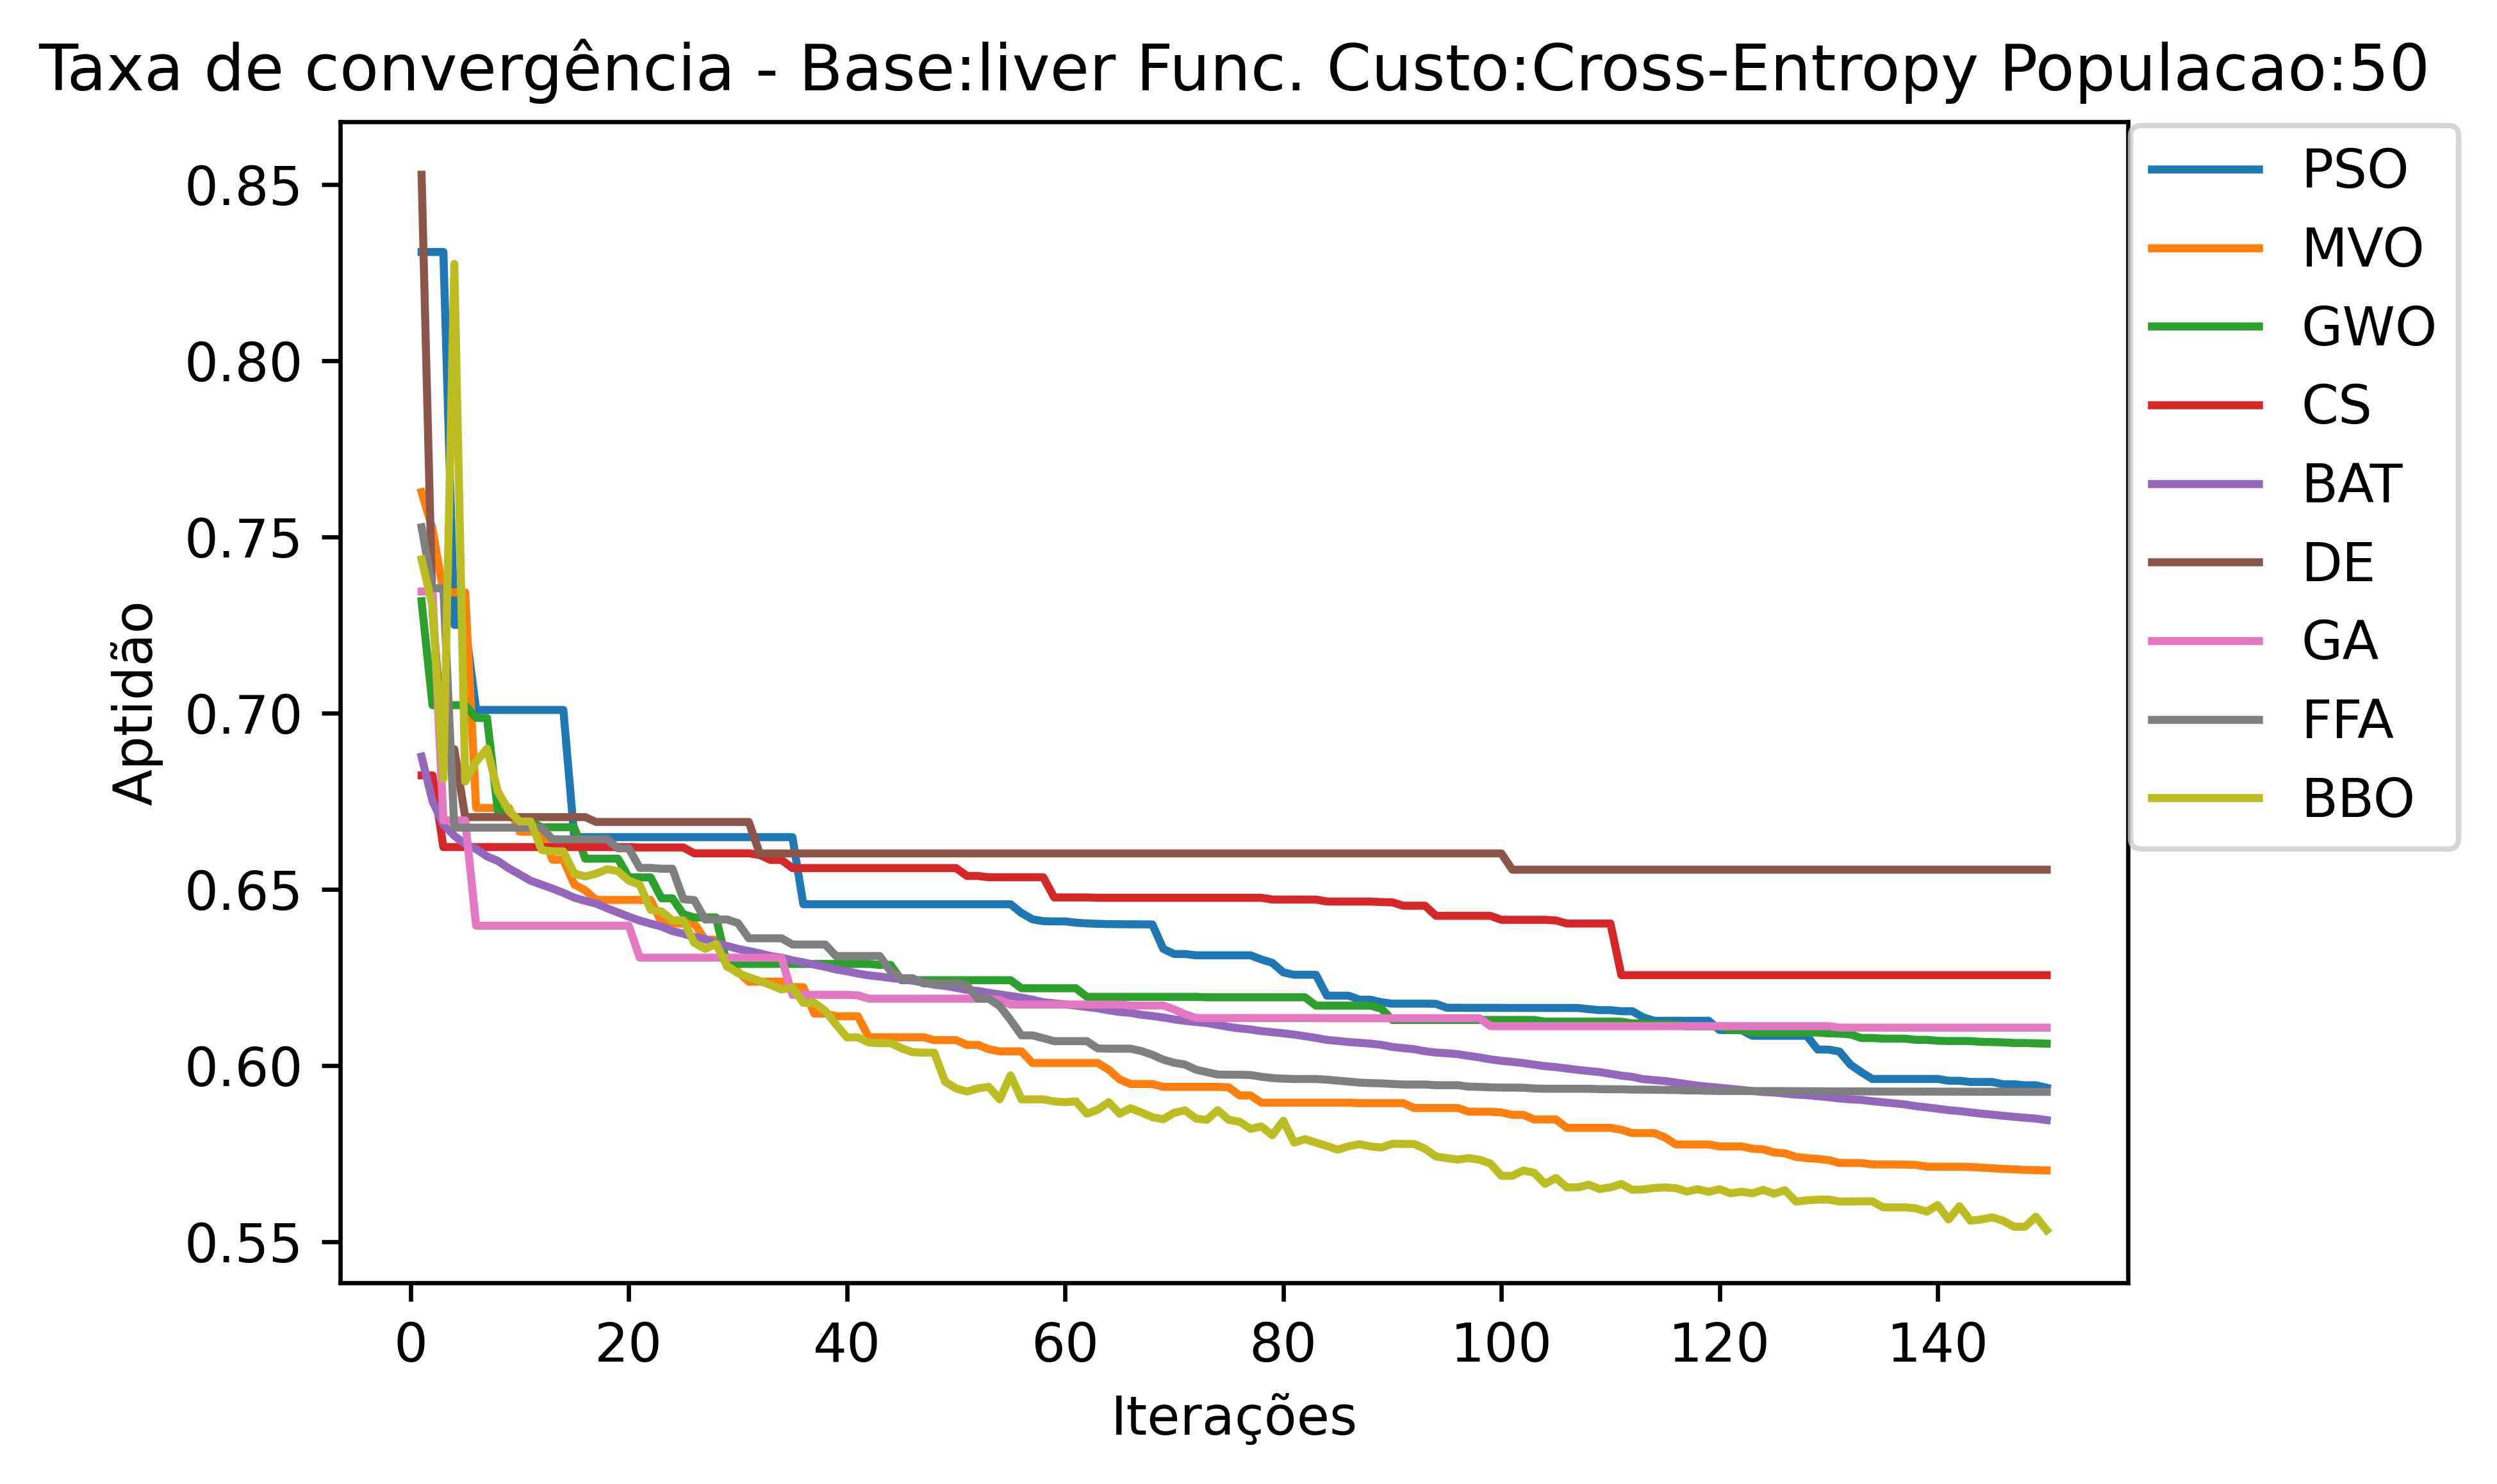 Taxa de convergência - Base:liver Func. Custo:Cross-Entropy Populacao:50
0.85
0.80
0.75
0.70
0.65
0.60
0.55
Aptidão
0 20 40 60 80 100 120 140
Iterações
PSO
MVO
GWO
CS
BAT
DE
GA
FFA
BBO